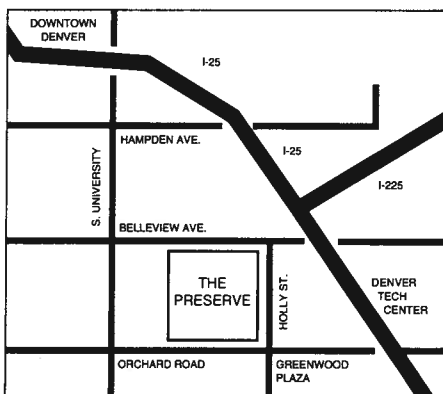 DOWNTOWN
DENVER
I-25
HAMPDEN AVE.
I-25
I-225
S. UNIVERSITY
BELLEVIEW AVE.
THE
PRESERVE
HOLLY ST.
DENVER
TECH
CENTER
ORCHARD ROAD
GREENWOOD
PLAZA